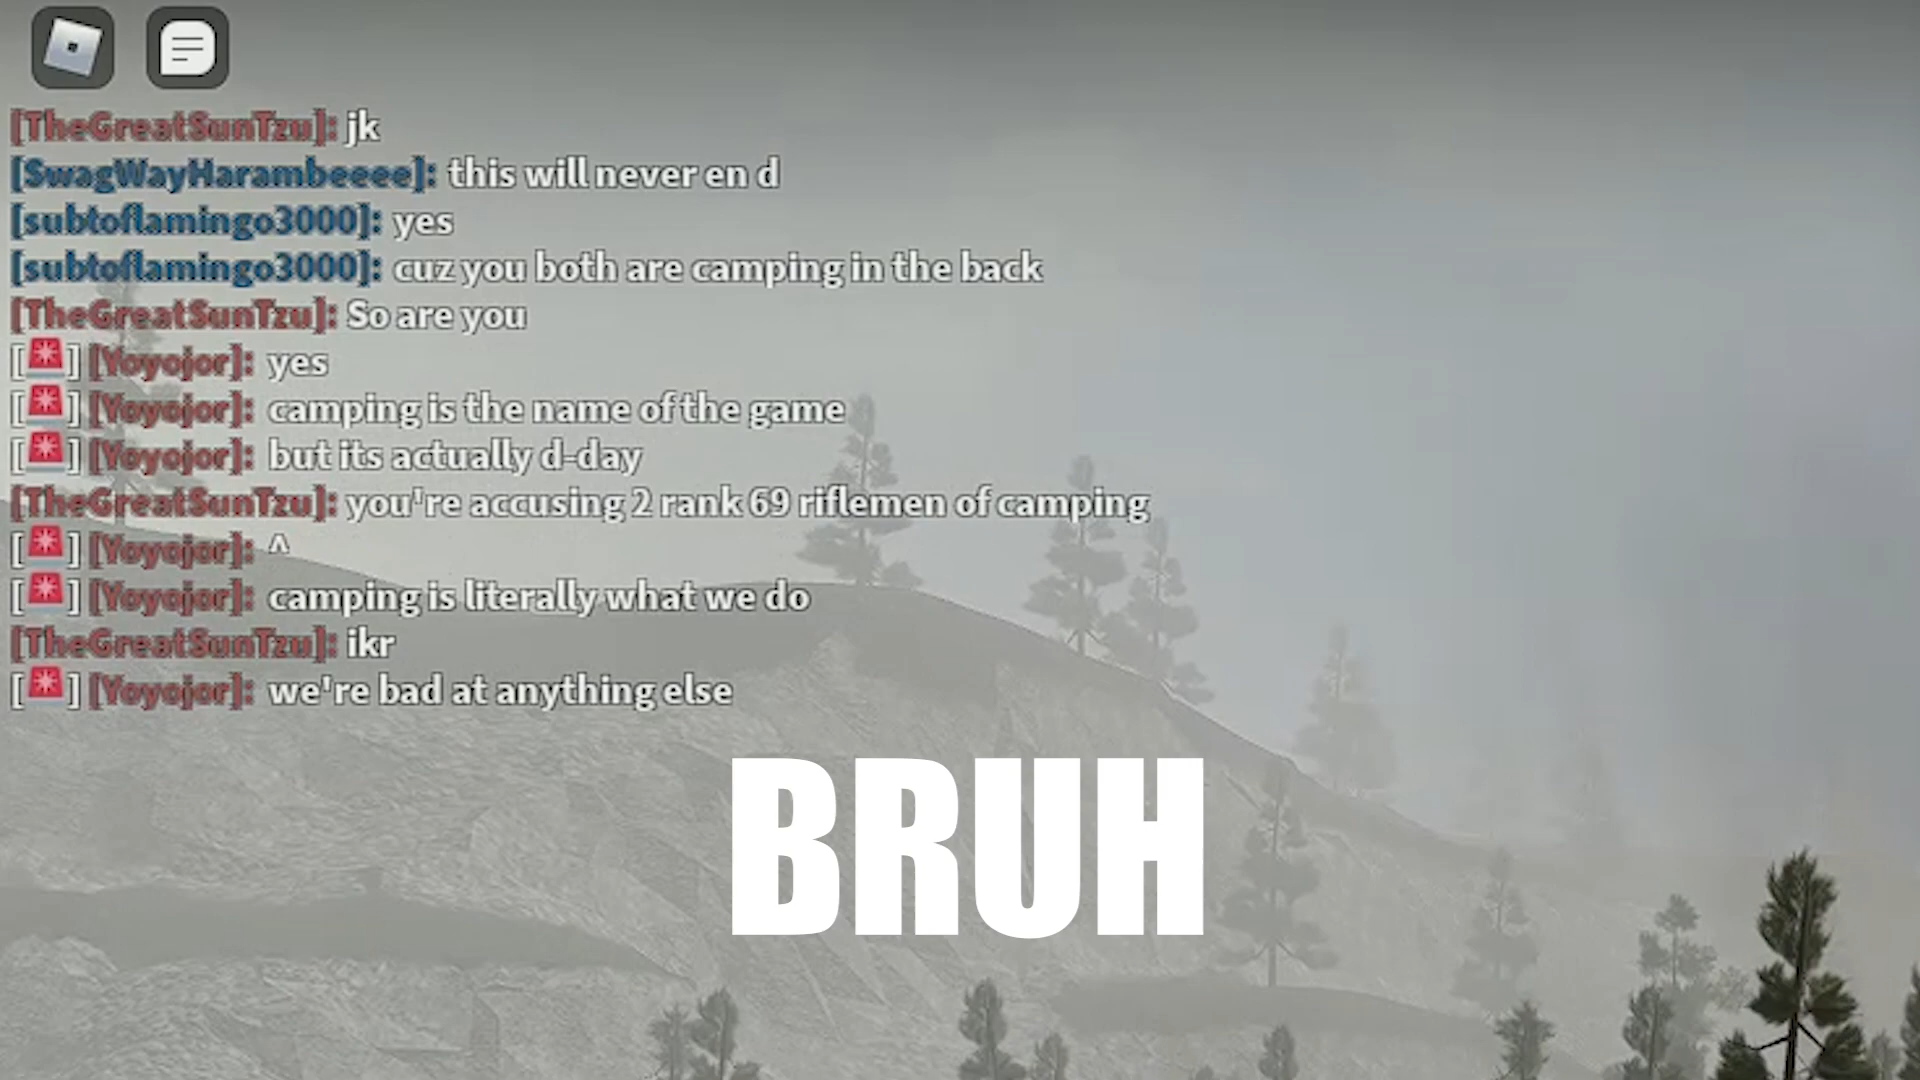 [TheGreatSunTzu]: jk
[SwagWayHarambeeee]: this will never en d
[subtoflamingo3000]: yes
[subtoflamingo3000]: cuz you both are camping in the back
[TheGreatSunTzu]: So are you
[🚨] [Yoyojor]: yes
[🚨] [Yoyojor]: camping is the name of the game
[🚨] [Yoyojor]: but its actually d-day
[TheGreatSunTzu]: you're accusing 2 rank 69 riflemen of camping
[🚨] [Yoyojor]: ^
[🚨] [Yoyojor]: camping is literally what we do
[TheGreatSunTzu]: ikr
[🚨] [Yoyojor]: we're bad at anything else
BRUH